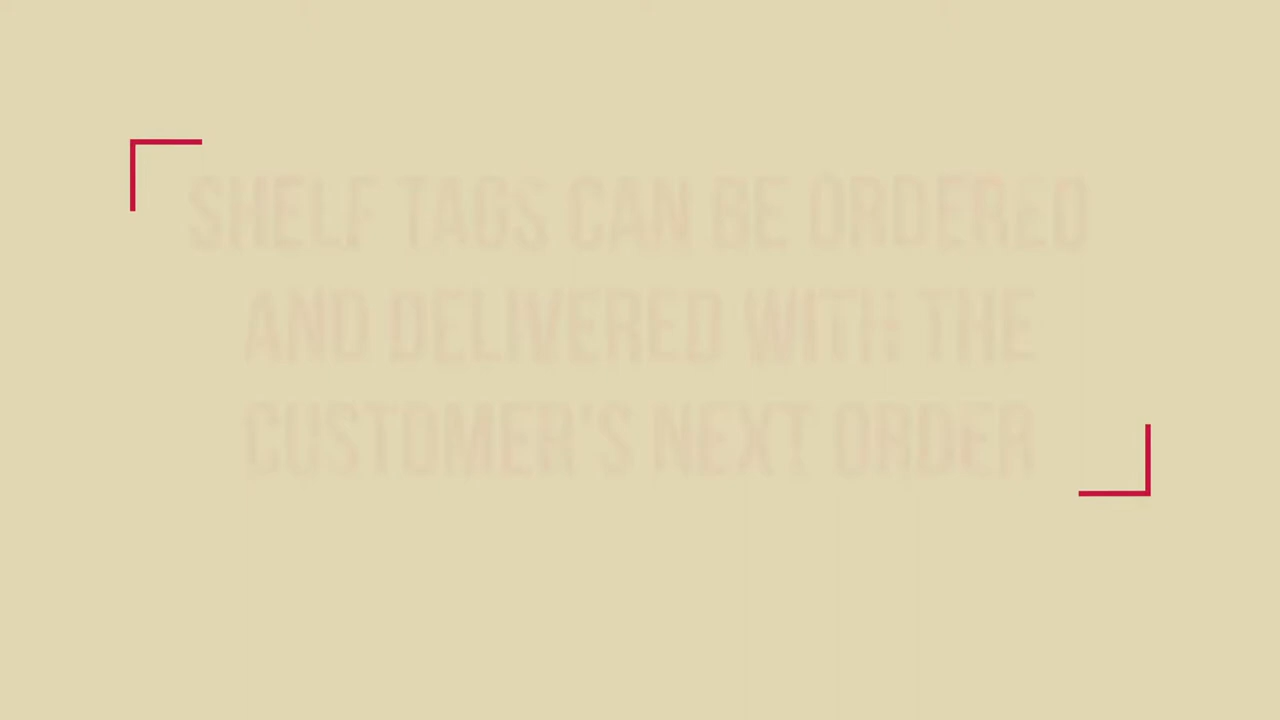 SHELF TAGS CAN BE ORDERED
AND DELIVERED WITH THE
CUSTOMER'S NEXT ORDER